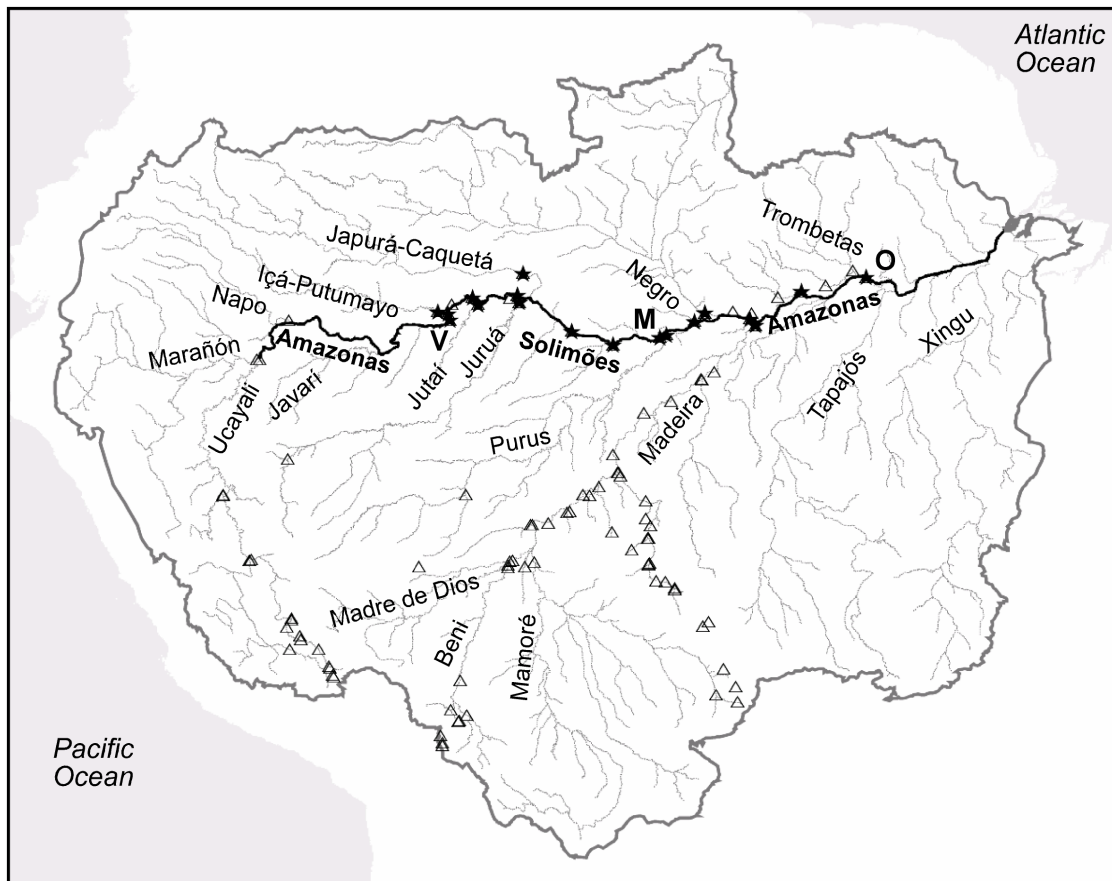 Atlantic
Ocean
Trombetas
O
Japurá-Caquetá
Negro
Içá-Putumayo
Napo
M
Amazonas
Xingu
V
Marañón
Amazonas
Solimões
Juruá
Jutaí
Javarí
Ucayali
Tapajós
Madeira
Purus
Madre de Dios
Beni
Mamoré
Pacific
Ocean